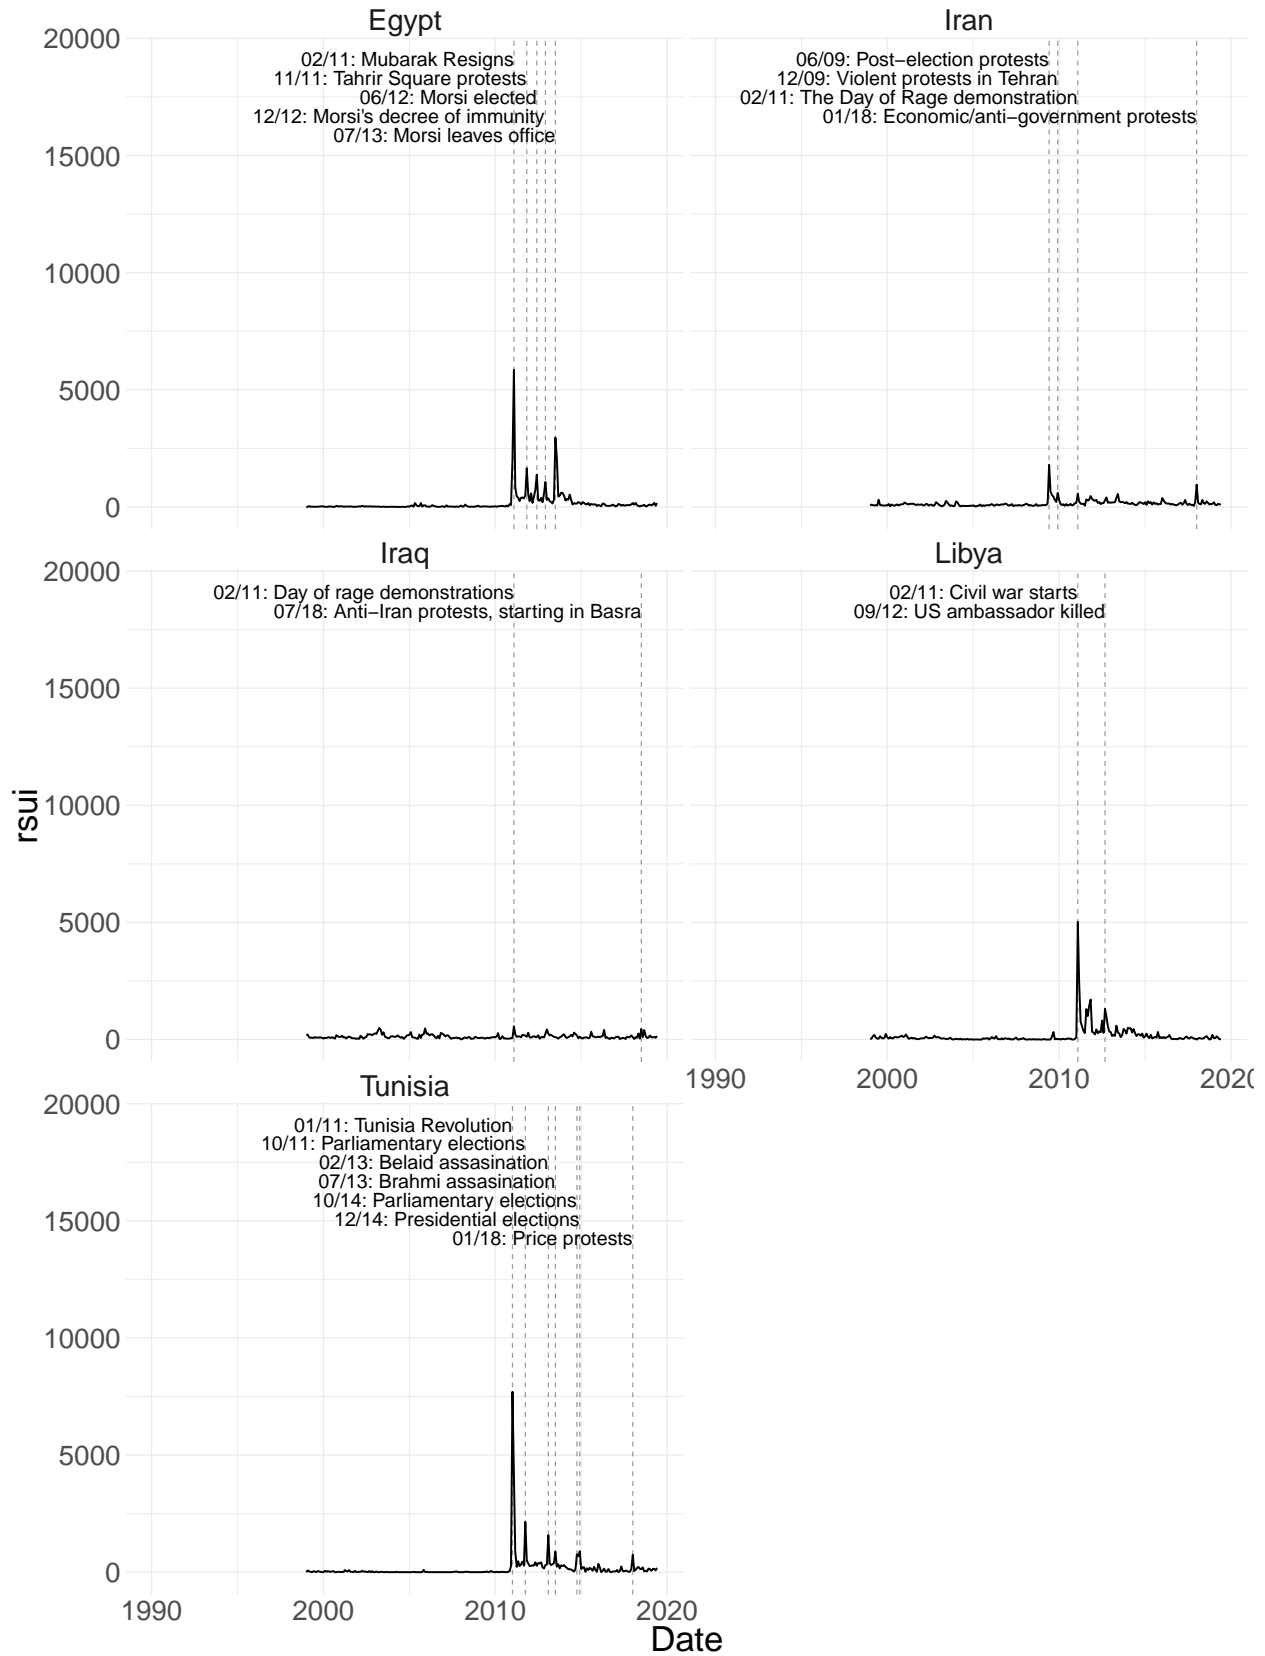 Egypt
20000
02/11: Mubarak Resigns
11/11: Tahrir Square protests
06/12: Morsi elected
12/12: Morsi's decree of immunity
07/13: Morsi leaves office
15000
10000
5000
0
Iran
06/09: Post−election protests
12/09: Violent protests in Tehran
02/11: The Day of Rage demonstration
01/18: Economic/anti−government protests
Iraq
20000
02/11: Day of rage demonstrations
07/18: Anti−Iran protests, starting in Basra
15000
10000
5000
0
Libya
02/11: Civil war starts
09/12: US ambassador killed
1990 2000 2010 2020
Tunisia
20000
01/11: Tunisia Revolution
10/11: Parliamentary elections
02/13: Belaid assasination
07/13: Brahmi assasination
10/14: Parliamentary elections
12/14: Presidential elections
01/18: Price protests
15000
10000
5000
0
1990 2000 2010 2020
rsui
Date